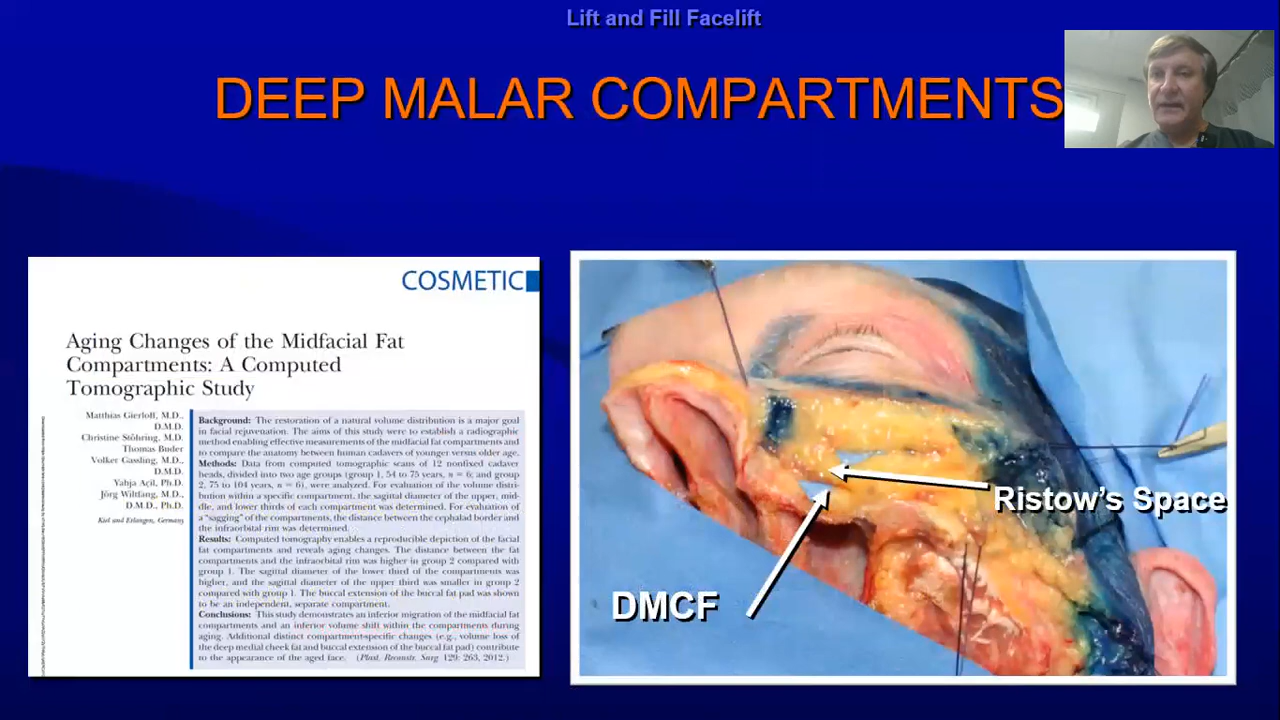 Lift and Fill Facelift
DEEP MALAR COMPARTMENTS
COSMETIC
Aging Changes of the Midfacial Fat
Compartments: A Computed
Tomographic Study
Matthias Gierloff, M.D.,
D.M.D.
Christine Stöhring, M.D.
Thomas Buder
Volker Gassling, M.D.,
D.M.D.
Yahja Açil, Ph.D.
Jörg Wiltfang, M.D.,
D.M.D., Ph.D.
Kiel and Erlangen, Germany
Background: The restoration of a natural volume distribution is a major goal
in facial rejuvenation. The aims of this study were to establish a radiographic
method enabling effective measurements of the midfacial fat compartments and
to compare the anatomy between human cadavers of younger versus older age.
Methods: Data from computed tomographic scans of 12 nonfixed cadaver
heads, divided into two age groups (group 1, 54 to 75 years, n = 6; and group
2, 75 to 104 years, n = 6), were analyzed. For evaluation of the volume distri-
bution within a specific compartment, the sagittal diameter of the upper, mid-
dle, and lower thirds of each compartment was determined. For evaluation of
a “sagging” of the compartments, the distance between the cephalad border and
the infraorbital rim was determined.
Results: Computed tomography enables a reproducible depiction of the facial
fat compartments and reveals aging changes. The distance between the fat
compartments and the infraorbital rim was higher in group 2 compared with
group 1. The sagittal diameter of the lower third of the compartments was
higher, and the sagittal diameter of the upper third was smaller in group 2
compared with group 1. The buccal extension of the buccal fat pad was shown
to be an independent, separate compartment.
Conclusions: This study demonstrates an inferior migration of the midfacial fat
compartments and an inferior volume shift within the compartments during
aging. Additional distinct compartment-specific changes (e.g., volume loss of
the deep medial cheek fat and buccal extension of the buccal fat pad) contribute
to the appearance of the aged face. (Plast. Reconstr. Surg. 129: 263, 2012.)
Ristow's Space
DMCF